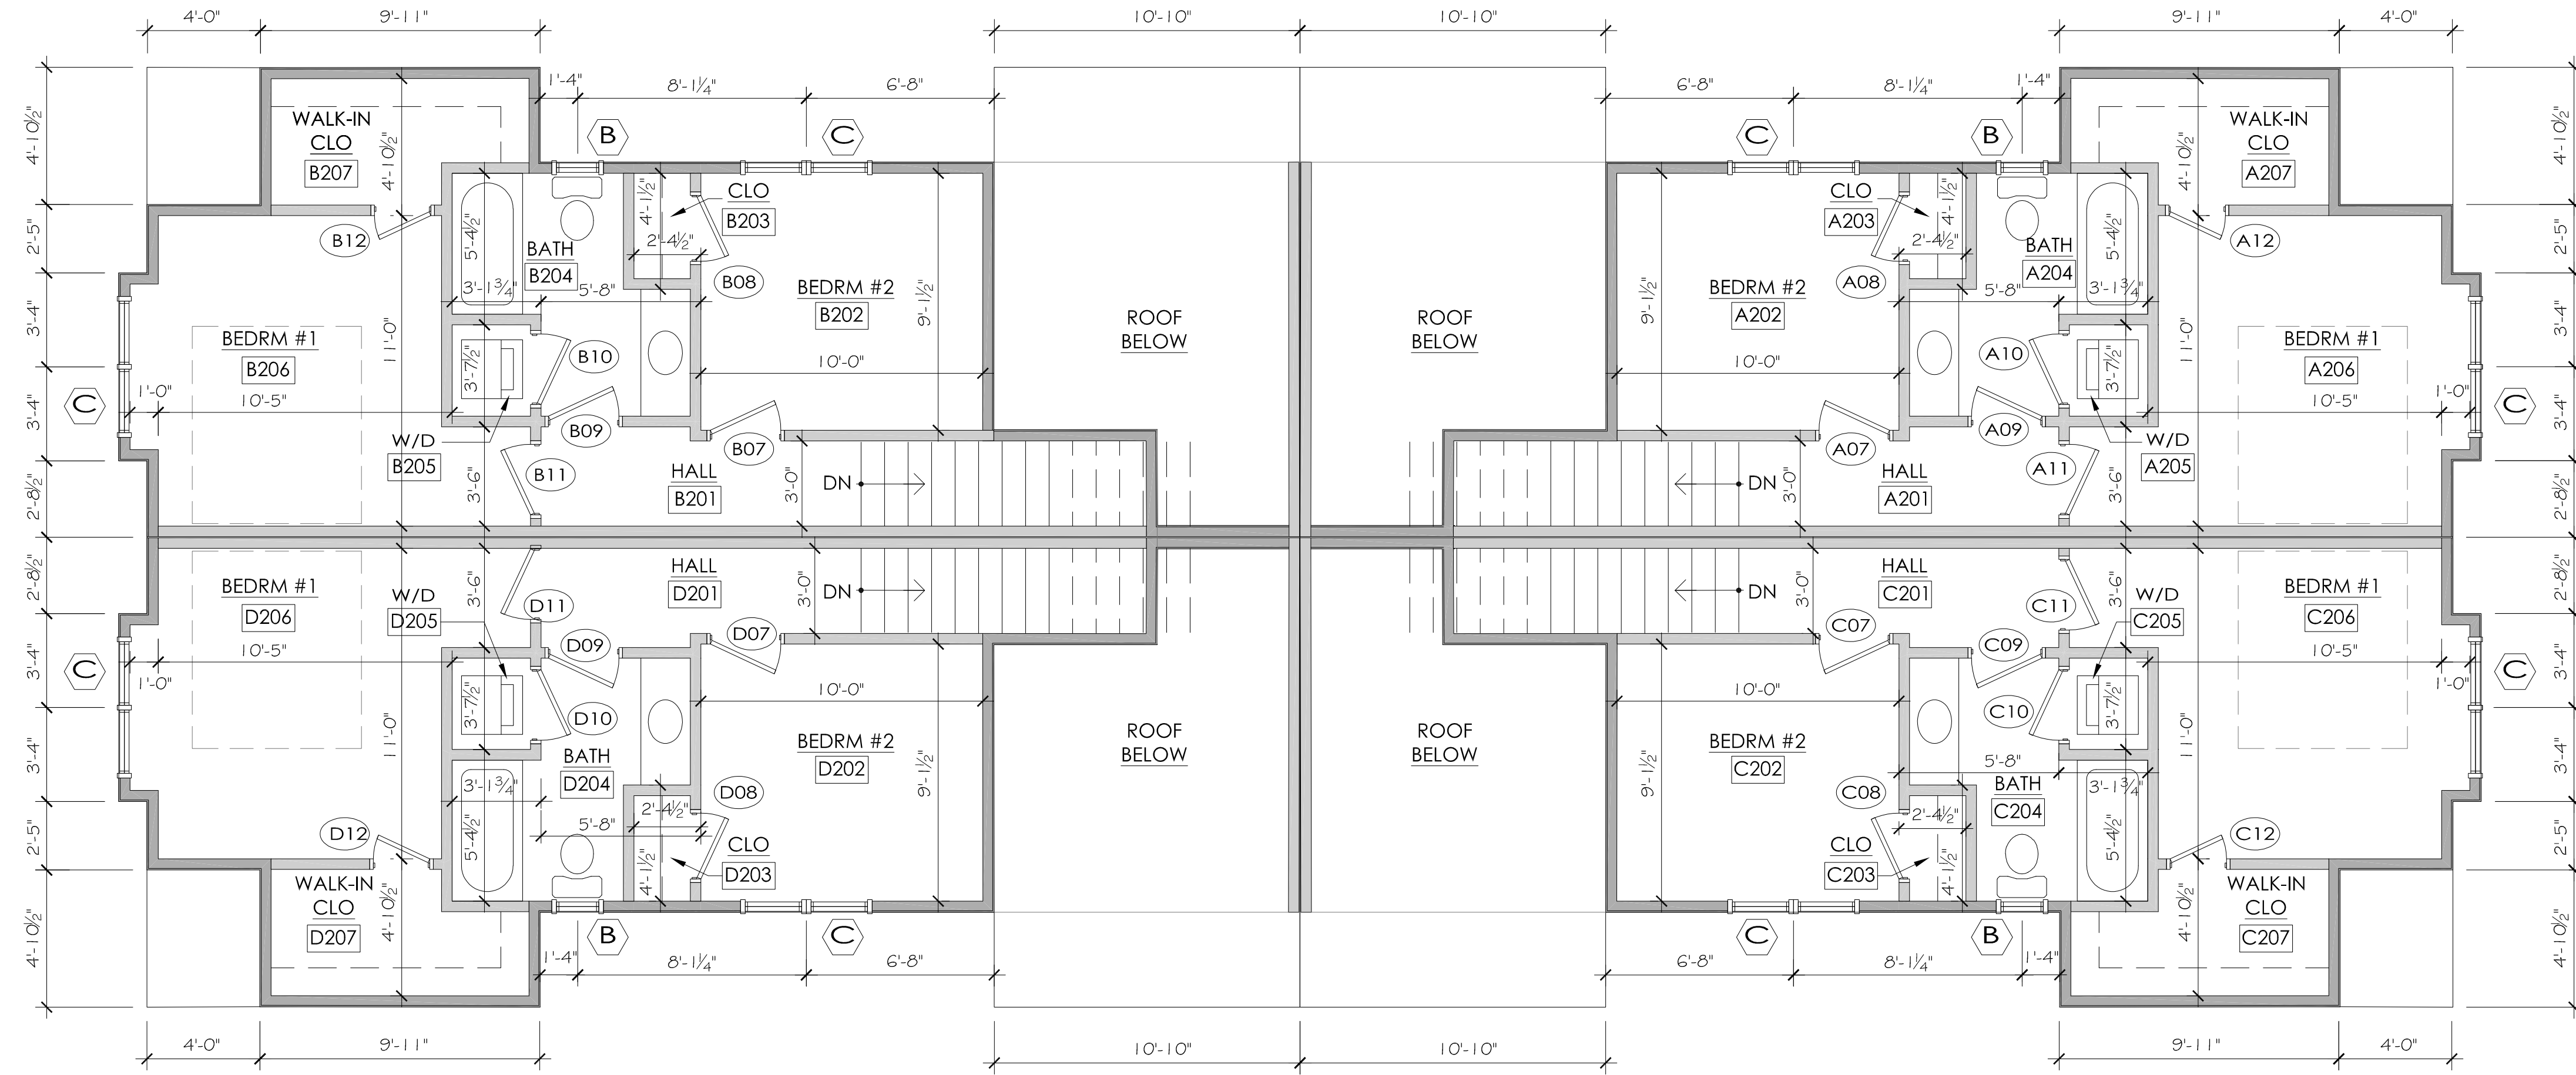 4'-0" 9'-11" 10'-10" 10'-10" 9'-11" 4'-0"
1'-4" 8'-1¼" 6'-8" 6'-8" 8'-1¼" 1'-4"
B C C B
4'-10½" 4'-10½"
WALK-IN
CLO
B207
4'-10½"
4'-1½"
CLO
B203
CLO
A203
4'-1½"
WALK-IN
CLO
A207
4'-10½"
2'-5" 2'-5"
B12 5'-4½" BATH
B204
2'-4½"
B08
3'-1¾" 5'-8"
BEDRM #2
B202
9'-1½"
10'-0"
ROOF
BELOW
ROOF
BELOW
9'-1½"
BEDRM #2
A202
10'-0"
A08
2'-4½"
BATH
A204
5'-4½"
A12
5'-8" 3'-1¾"
3'-4" 3'-4"
BEDRM #1
B206
11'-0"
3'-7½"
B10
A10
3'-7½"
11'-0"
BEDRM #1
A206
C 1'-0" 10'-5" 10'-5" 1'-0" C
3'-4" 3'-4"
W/D
B205
B09
B07
A07
A09
W/D
A205
3'-6"
B11
HALL
B201
3'-0"
DN
DN
3'-0"
HALL
A201
A11
3'-6"
2'-8½" 2'-8½"
2'-8½" 2'-8½"
BEDRM #1
D206
W/D
D205
3'-6"
D11
HALL
D201
3'-0"
DN
DN
3'-0"
HALL
C201
C11
3'-6"
W/D
C205
BEDRM #1
C206
D09
D07
C07
C09
C 3'-4" 1'-0" 10'-5" 10'-5" 1'-0" 3'-4" C
3'-7½"
D10
10'-0"
10'-0"
C10
3'-7½"
11'-0"
BATH
D204
BEDRM #2
D202
9'-1½"
ROOF
BELOW
ROOF
BELOW
9'-1½"
BEDRM #2
C202
5'-8"
BATH
C204
3'-1¾"
11'-0"
3'-4" 3'-4"
3'-1¾"
2'-4½"
D08
C08
2'-4½"
2'-5" 2'-5"
D12
5'-4½"
5'-8"
4'-1½"
CLO
D203
CLO
C203
4'-1½"
5'-4½"
C12
WALK-IN
CLO
D207
4'-10½"
4'-10½"
WALK-IN
CLO
C207
4'-10½" 4'-10½"
B C C B
1'-4" 8'-1¼" 6'-8" 6'-8" 8'-1¼" 1'-4"
4'-0" 9'-11" 10'-10" 10'-10" 9'-11" 4'-0"